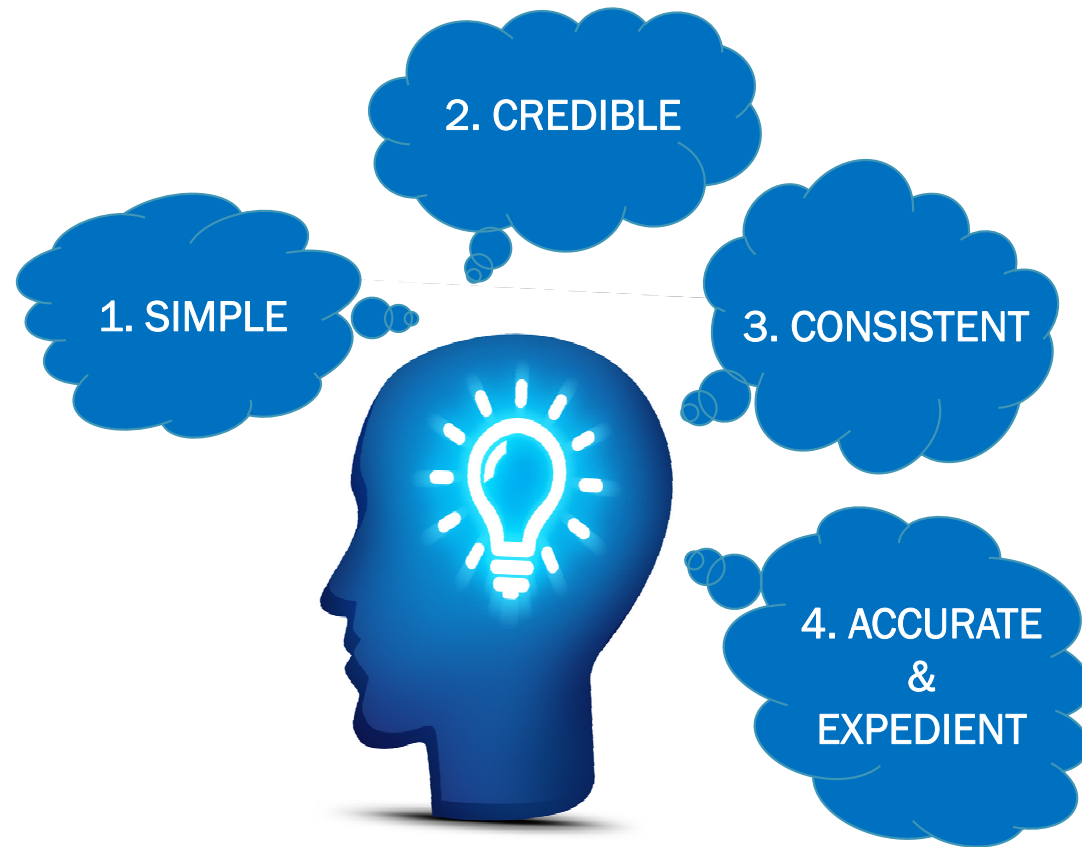 1. SIMPLE
2. CREDIBLE
3. CONSISTENT
4. ACCURATE
&
EXPEDIENT